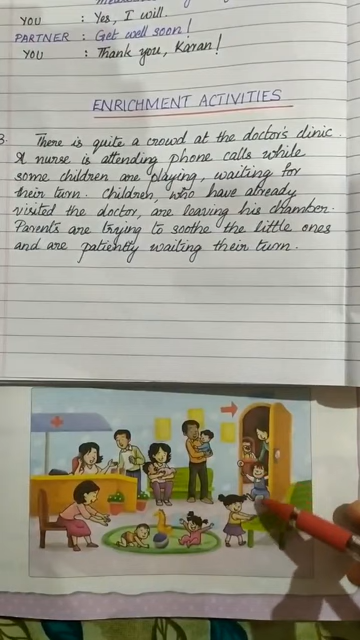 YOU : Yes, I will.
PARTNER : Get well soon!
YOU : Thank you, Karan!
ENRICHMENT ACTIVITIES
3. There is quite a crowd at the doctor's clinic.
A nurse is attending phone calls while
some children are playing, waiting for
their turn. Children, who have already
visited the doctor, are leaving his chamber.
Parents are trying to soothe the little ones
and are patiently waiting their turn.